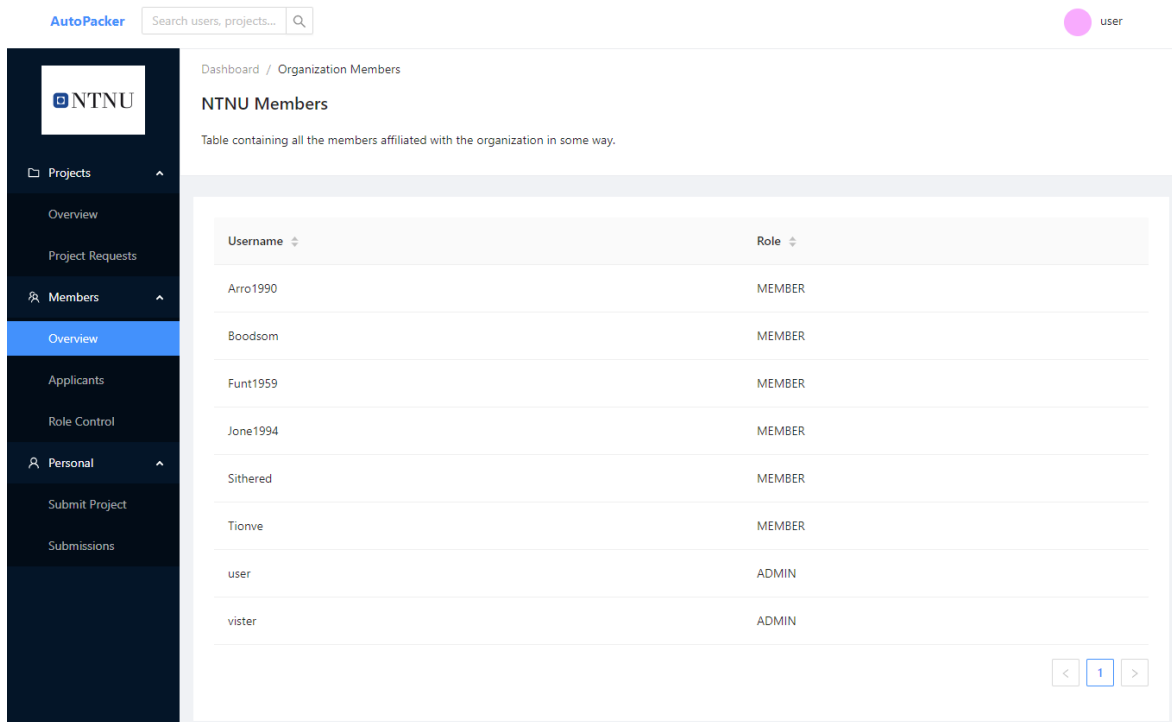 AutoPacker
Search users, projects...
user
NTNU
Projects
Overview
Project Requests
Members
Overview
Applicants
Role Control
Personal
Submit Project
Submissions
Dashboard / Organization Members
NTNU Members
Table containing all the members affiliated with the organization in some way.
Username Role
Arro1990 MEMBER
Boodsom MEMBER
Funt1959 MEMBER
Jone1994 MEMBER
Sithered MEMBER
Tionve MEMBER
user ADMIN
vister ADMIN
< 1 >